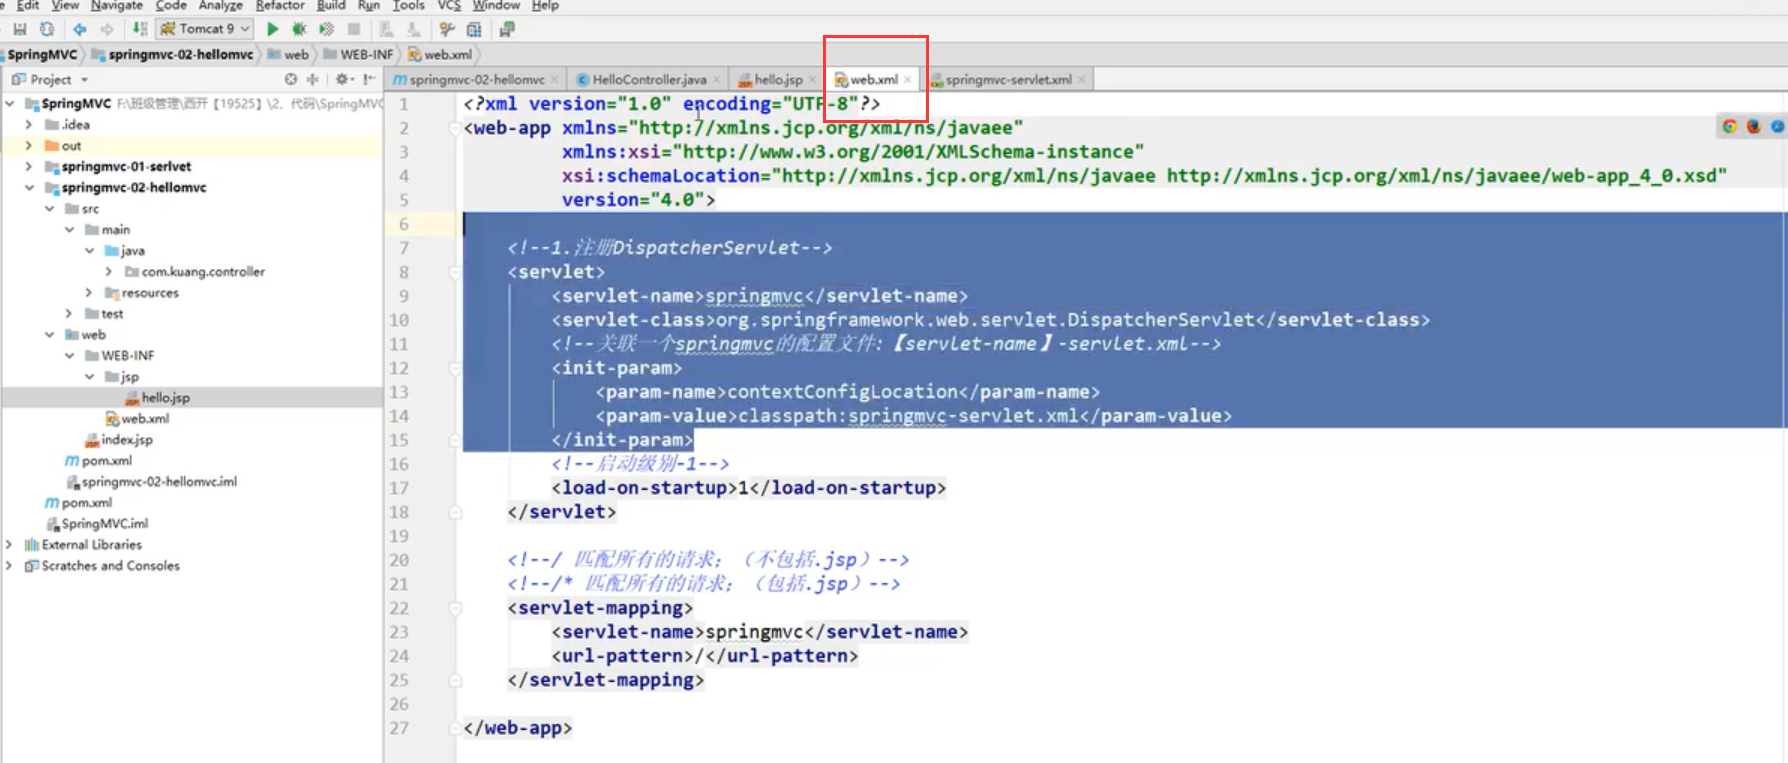 Edit View Navigate Code Analyze Refactor Build Run Tools VCS Window Help
Tomcat 9
SpringMVC springmvc-02-hellomvc web WEB-INF web.xml
Project
springmvc-02-hellomvc HelloController.java hello.jsp web.xml springmvc-servlet.xml
SpringMVC F:\班级管理\西开【19525】\2、代码\SpringMVC
.idea
out
springmvc-01-serlvet
springmvc-02-hellomvc
src
main
java
com.kuang.controller
resources
test
web
WEB-INF
jsp
hello.jsp
web.xml
index.jsp
pom.xml
springmvc-02-hellomvc.iml
pom.xml
SpringMVC.iml
External Libraries
Scratches and Consoles
1 <?xml version="1.0" encoding="UTF-8"?>
2 <web-app xmlns="http://xmlns.jcp.org/xml/ns/javaee"
3 xmlns:xsi="http://www.w3.org/2001/XMLSchema-instance"
4 xsi:schemaLocation="http://xmlns.jcp.org/xml/ns/javaee http://xmlns.jcp.org/xml/ns/javaee/web-app_4_0.xsd"
5 version="4.0">
6
7 <!--1.注册DispatcherServlet-->
8 <servlet>
9 <servlet-name>springmvc</servlet-name>
10 <servlet-class>org.springframework.web.servlet.DispatcherServlet</servlet-class>
11 <!--关联一个springmvc的配置文件:【servlet-name】-servlet.xml-->
12 <init-param>
13 <param-name>contextConfigLocation</param-name>
14 <param-value>classpath:springmvc-servlet.xml</param-value>
15 </init-param>
16 <!--启动级别-1-->
17 <load-on-startup>1</load-on-startup>
18 </servlet>
19
20 <!--/ 匹配所有的请求；（不包括.jsp）-->
21 <!--/* 匹配所有的请求；（包括.jsp）-->
22 <servlet-mapping>
23 <servlet-name>springmvc</servlet-name>
24 <url-pattern>/</url-pattern>
25 </servlet-mapping>
26
27 </web-app>